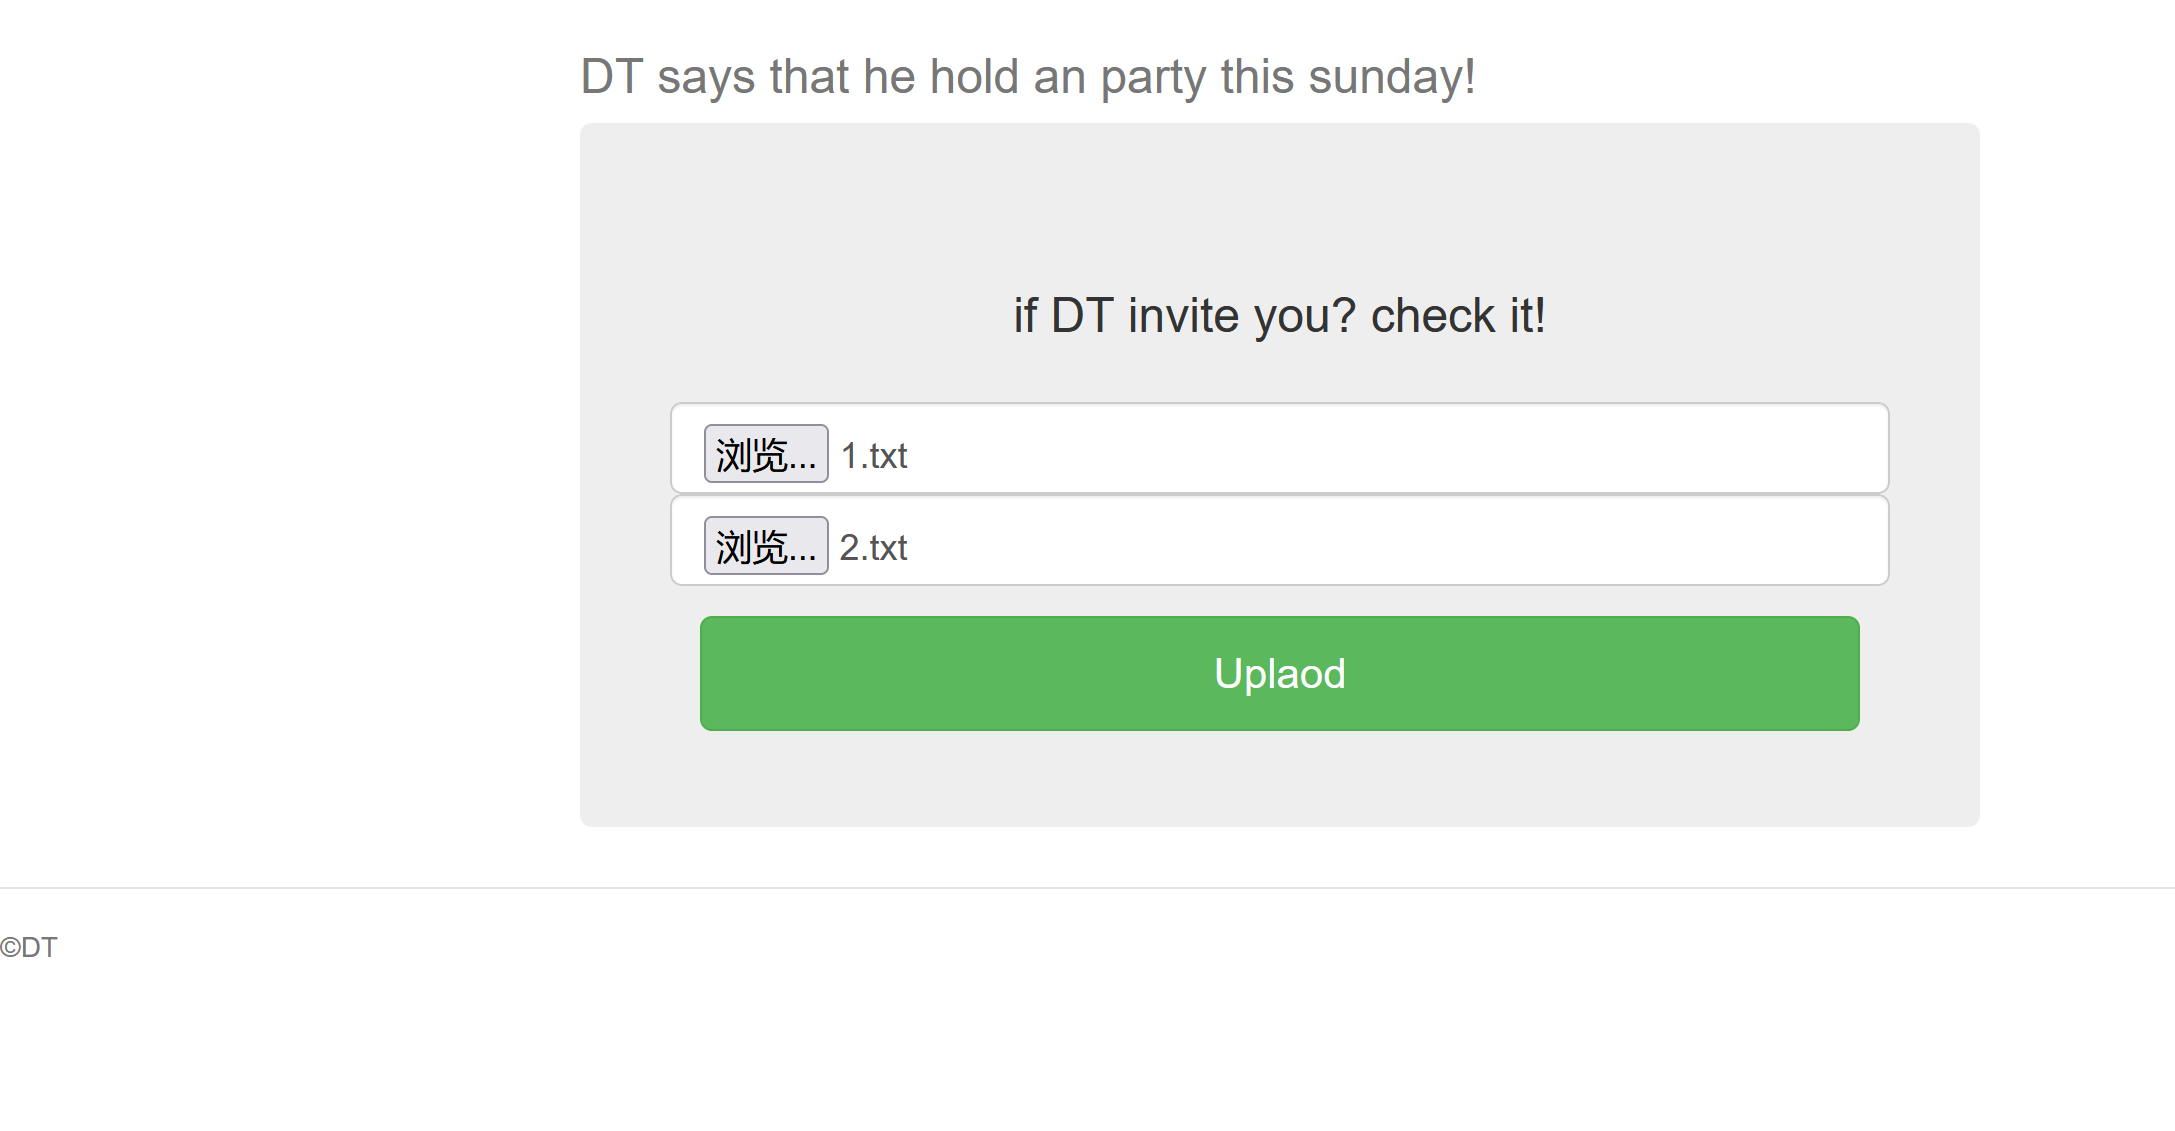 DT says that he hold an party this sunday!
if DT invite you? check it!
浏览... 1.txt
浏览... 2.txt
Uplaod
©DT